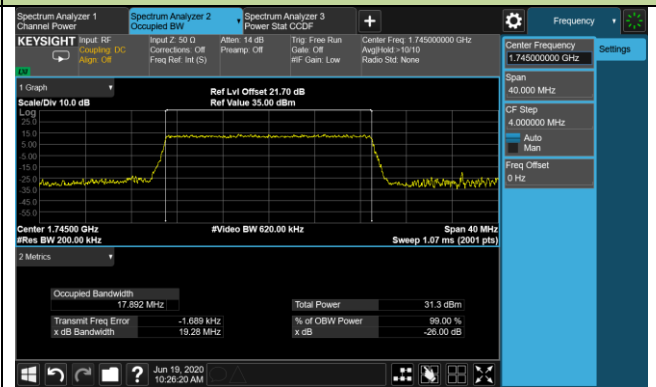 Spectrum Analyzer 1
Channel Power
Spectrum Analyzer 2
Occupied BW
Spectrum Analyzer 3
Power Stat CCDF
Frequency
KEYSIGHT
Input: RF
Coupling: DC
Align: Off
Input Z: 50 Ω
Corrections: Off
Freq Ref: Int (S)
Atten: 14 dB
Preamp: Off
Trig: Free Run
Gate: Off
#IF Gain: Low
Center Freq: 1.745000000 GHz
Avg|Hold:>10/10
Radio Std: None
LW
Center Frequency
1.745000000 GHz
Settings
Span
40.000 MHz
CF Step
4.000000 MHz
Auto
Man
Freq Offset
0 Hz
1 Graph
Scale/Div 10.0 dB
Ref Lvl Offset 21.70 dB
Ref Value 35.00 dBm
Log
25.0
15.0
5.00
-5.00
-15.0
-25.0
-35.0
-45.0
-55.0
Center 1.74500 GHz
#Res BW 200.00 kHz
#Video BW 620.00 kHz
Span 40 MHz
Sweep 1.07 ms (2001 pts)
2 Metrics
Occupied Bandwidth
17.892 MHz
Total Power 31.3 dBm
Transmit Freq Error -1.689 kHz
% of OBW Power 99.00 %
x dB Bandwidth 19.28 MHz
x dB -26.00 dB
?
Jun 19, 2020
10:26:20 AM